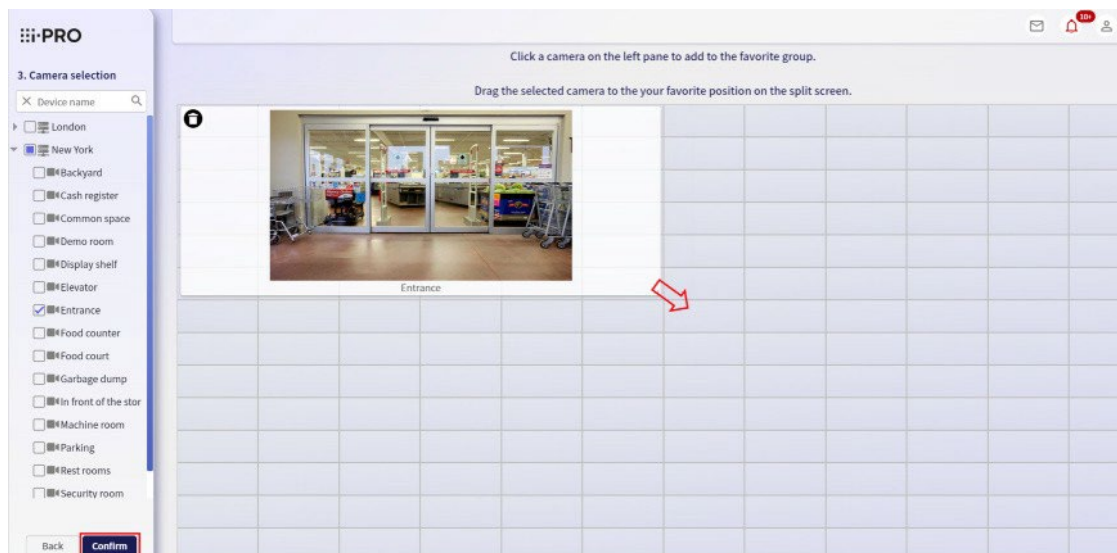 i-PRO
10+
Click a camera on the left pane to add to the favorite group.
3. Camera selection
Drag the selected camera to the your favorite position on the split screen.
Device name
London
New York
Backyard
Cash register
Common space
Demo room
Display shelf
Elevator
Entrance
Entrance
Food counter
Food court
Garbage dump
In front of the stor
Machine room
Parking
Rest rooms
Security room
Back Confirm